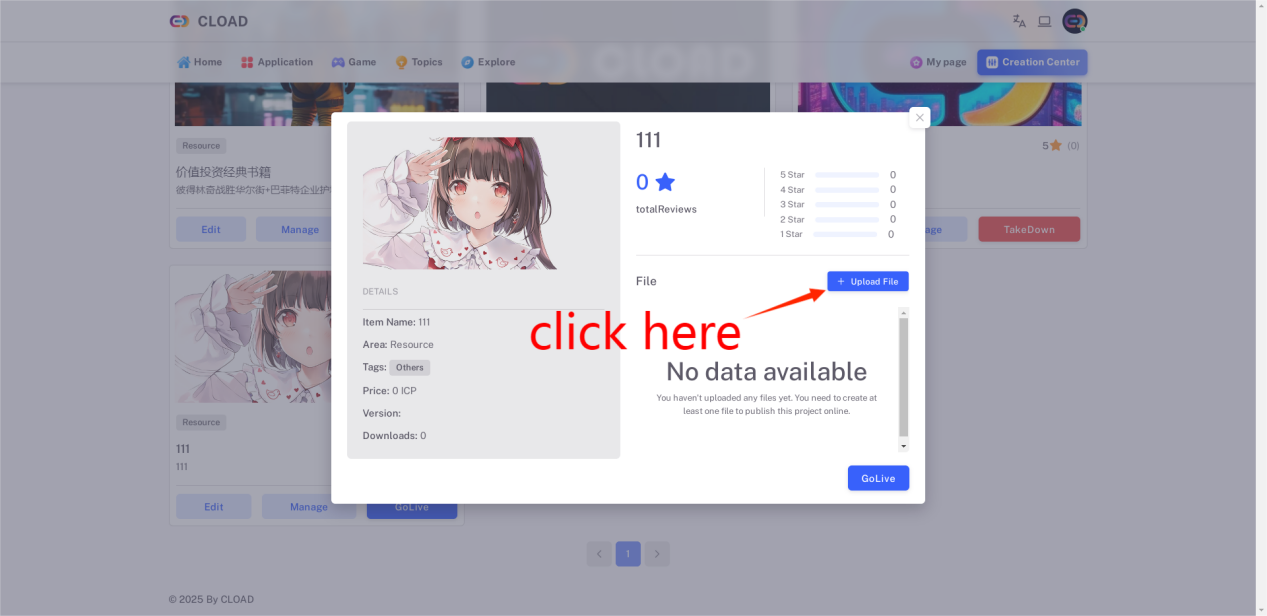 CLOAD
Home
Application
Game
Topics
Explore
My page
Creation Center
Resource
5
(0)
价值投资经典书籍
彼得林奇战胜华尔街+巴菲特企业护
Edit
Manage
TakeDown
111
0
totalReviews
5 Star
0
4 Star
0
3 Star
0
2 Star
0
1 Star
0
DETAILS
Item Name: 111
Area: Resource
Tags: Others
Price: 0 ICP
Version:
Downloads: 0
File
+ Upload File
click here
No data available
You haven't uploaded any files yet. You need to create at
least one file to publish this project online.
GoLive
Resource
111
111
Edit
Manage
GoLive
1
© 2025 By CLOAD